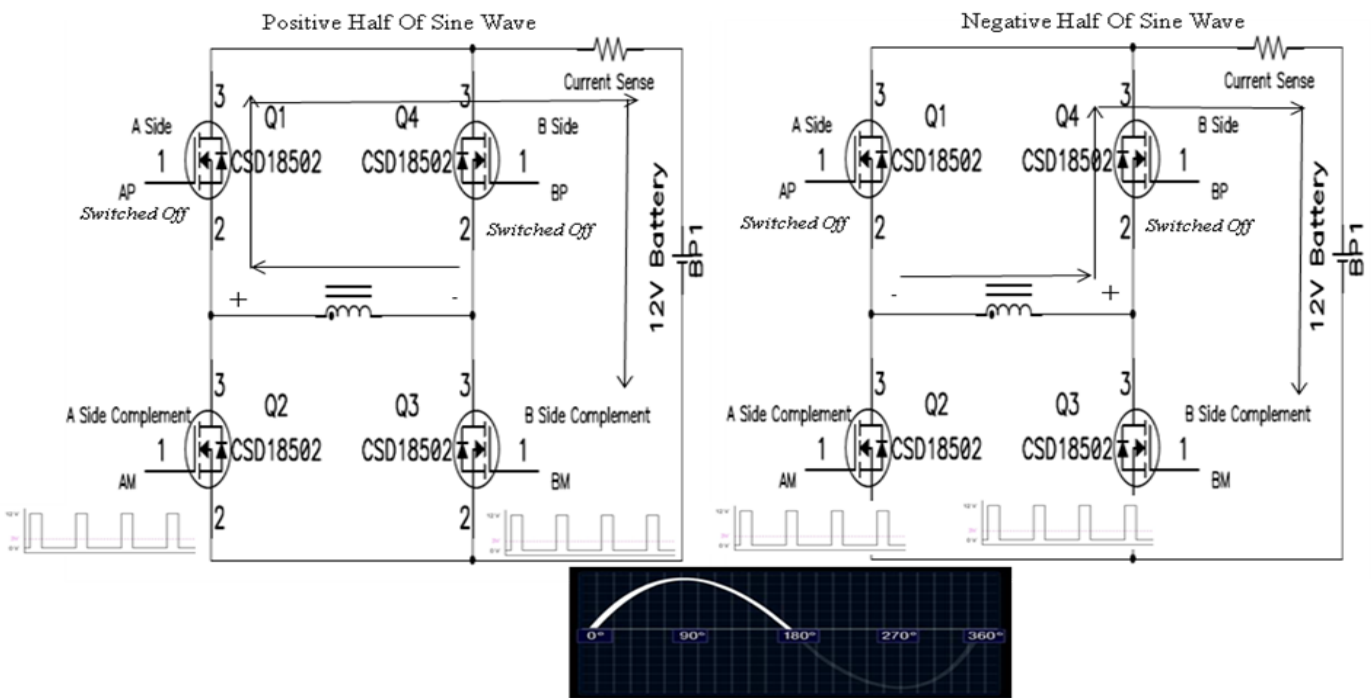 Positive Half Of Sine Wave
3
3
Current Sense
A Side
Q1
Q4
B Side
1
CSD18502
CSD18502
1
AP
BP
Switched Off
Switched Off
2
2
12V Battery
BP1
+
-
3
3
A Side Complement
Q2
Q3
B Side Complement
1
CSD18502
CSD18502
1
AM
BM
2
2
Negative Half Of Sine Wave
3
3
Current Sense
A Side
Q1
Q4
B Side
1
CSD18502
CSD18502
1
AP
BP
Switched Off
Switched Off
2
2
12V Battery
BP1
-
+
3
3
A Side Complement
Q2
Q3
B Side Complement
1
CSD18502
CSD18502
1
AM
BM
0° 90° 180° 270° 360°